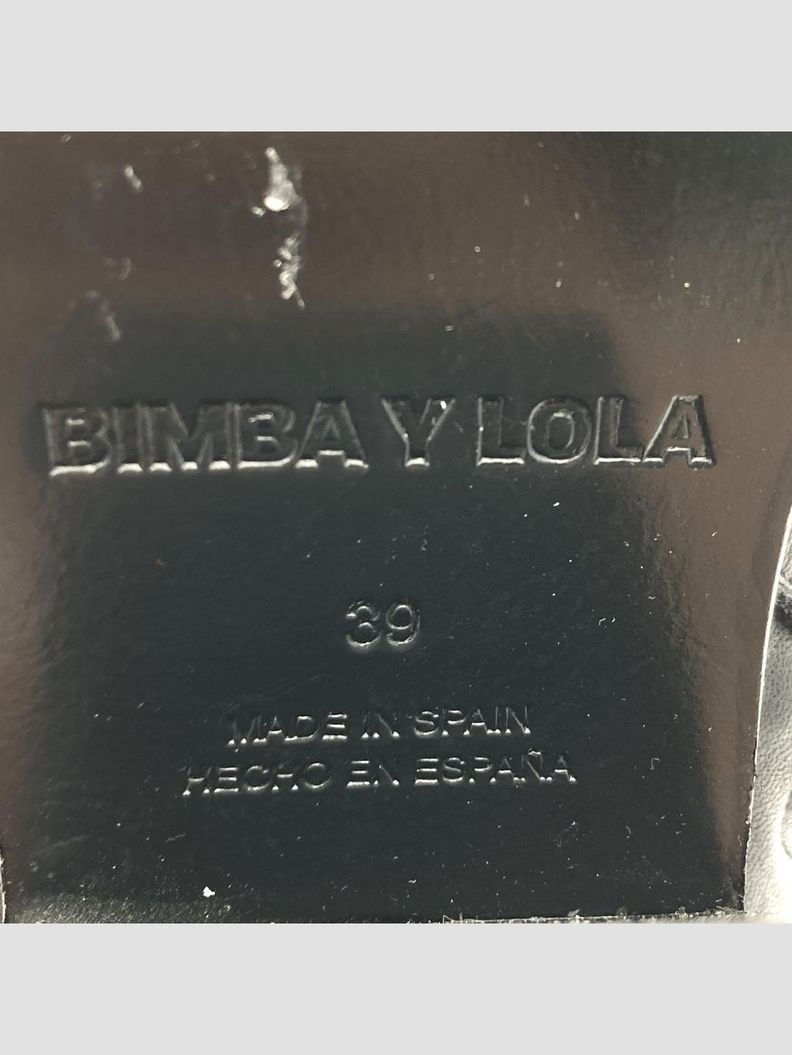 BIMBA Y LOLA
39
MADE IN SPAIN
HECHO EN ESPAÑA